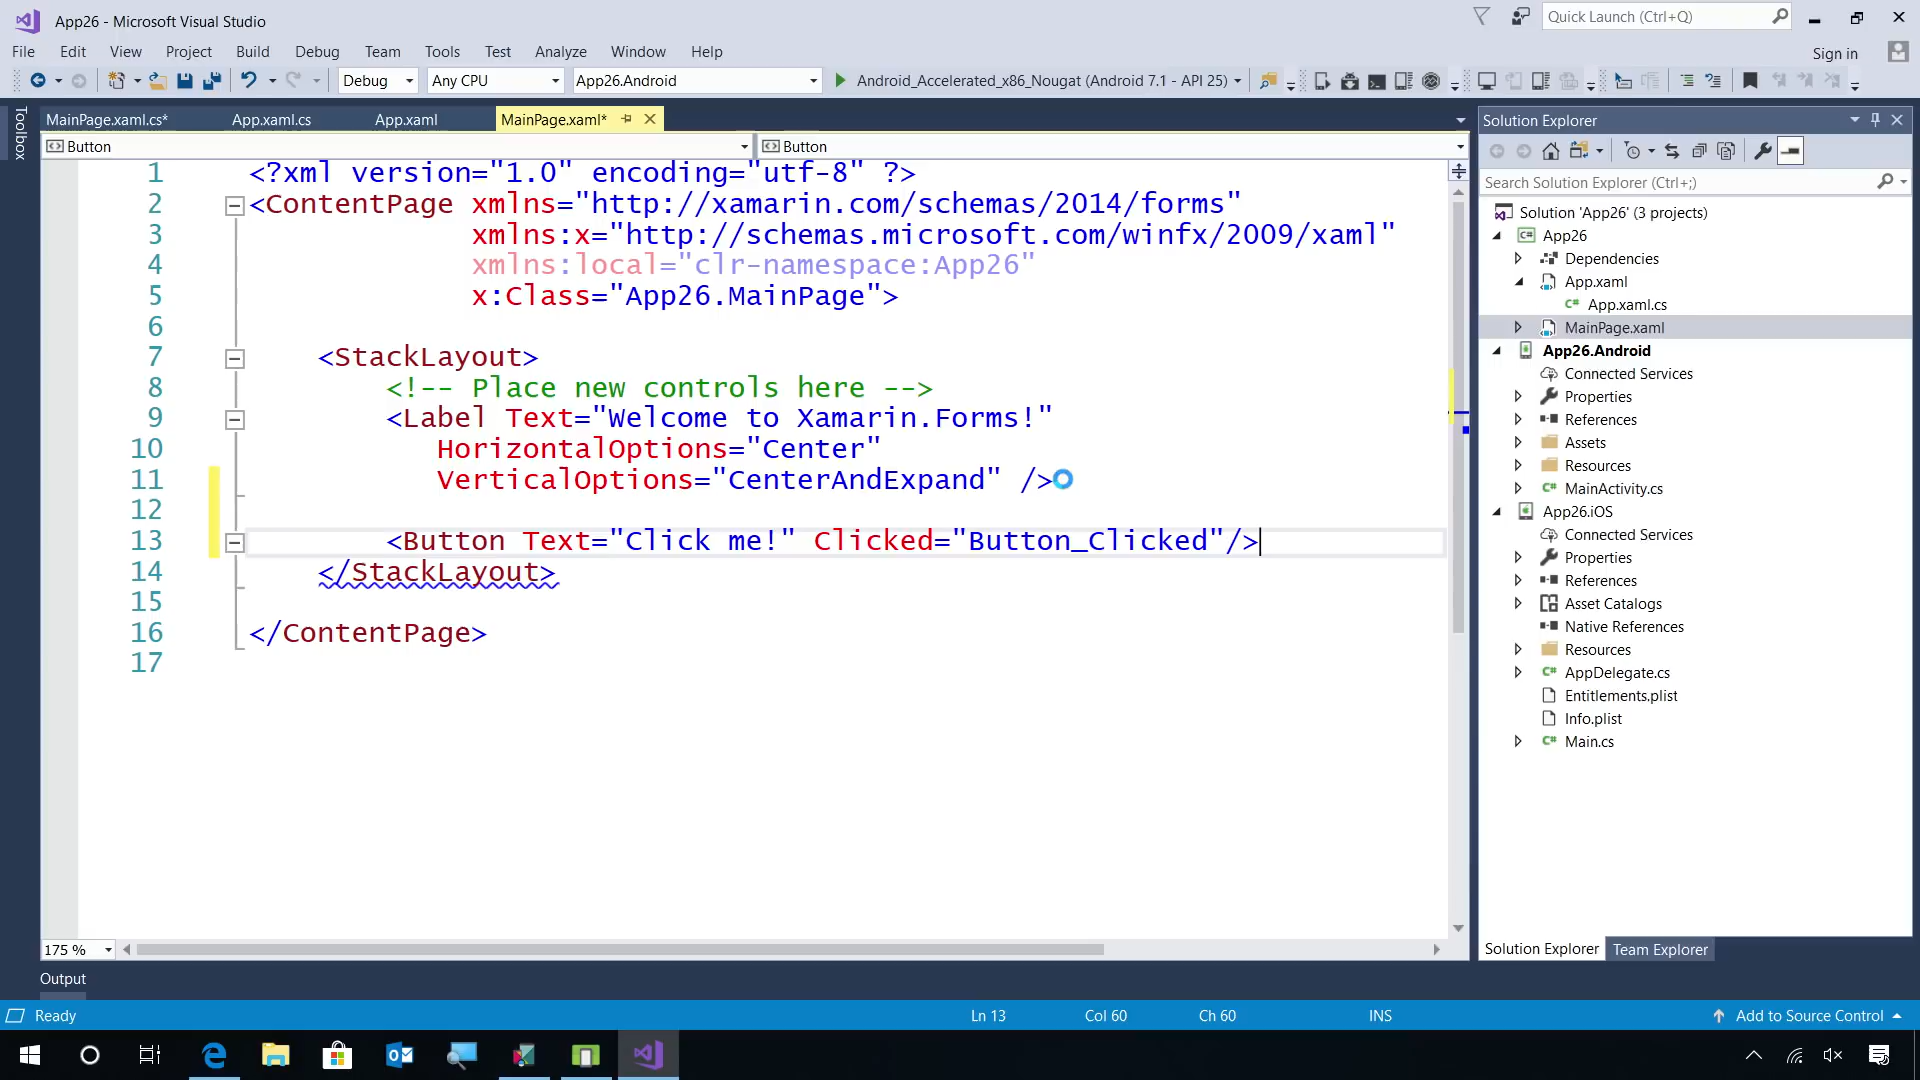 App26 - Microsoft Visual Studio
Quick Launch (Ctrl+Q)
File Edit View Project Build Debug Team Tools Test Analyze Window Help
Sign in
Debug Any CPU App26.Android Android_Accelerated_x86_Nougat (Android 7.1 - API 25)
Toolbox
MainPage.xaml.cs* App.xaml.cs App.xaml MainPage.xaml*
Button Button
1 <?xml version="1.0" encoding="utf-8" ?>
2 <ContentPage xmlns="http://xamarin.com/schemas/2014/forms"
3 xmlns:x="http://schemas.microsoft.com/winfx/2009/xaml"
4 xmlns:local="clr-namespace:App26"
5 x:Class="App26.MainPage">
6
7 <StackLayout>
8 <!-- Place new controls here -->
9 <Label Text="Welcome to Xamarin.Forms!"
10 HorizontalOptions="Center"
11 VerticalOptions="CenterAndExpand" />
12
13 <Button Text="Click me!" Clicked="Button_Clicked"/>
14 </StackLayout>
15
16 </ContentPage>
17
175 %
Output
Solution Explorer
Search Solution Explorer (Ctrl+;)
Solution 'App26' (3 projects)
App26
Dependencies
App.xaml
App.xaml.cs
MainPage.xaml
App26.Android
Connected Services
Properties
References
Assets
Resources
MainActivity.cs
App26.iOS
Connected Services
Properties
References
Asset Catalogs
Native References
Resources
AppDelegate.cs
Entitlements.plist
Info.plist
Main.cs
Solution Explorer Team Explorer
Ready Ln 13 Col 60 Ch 60 INS Add to Source Control